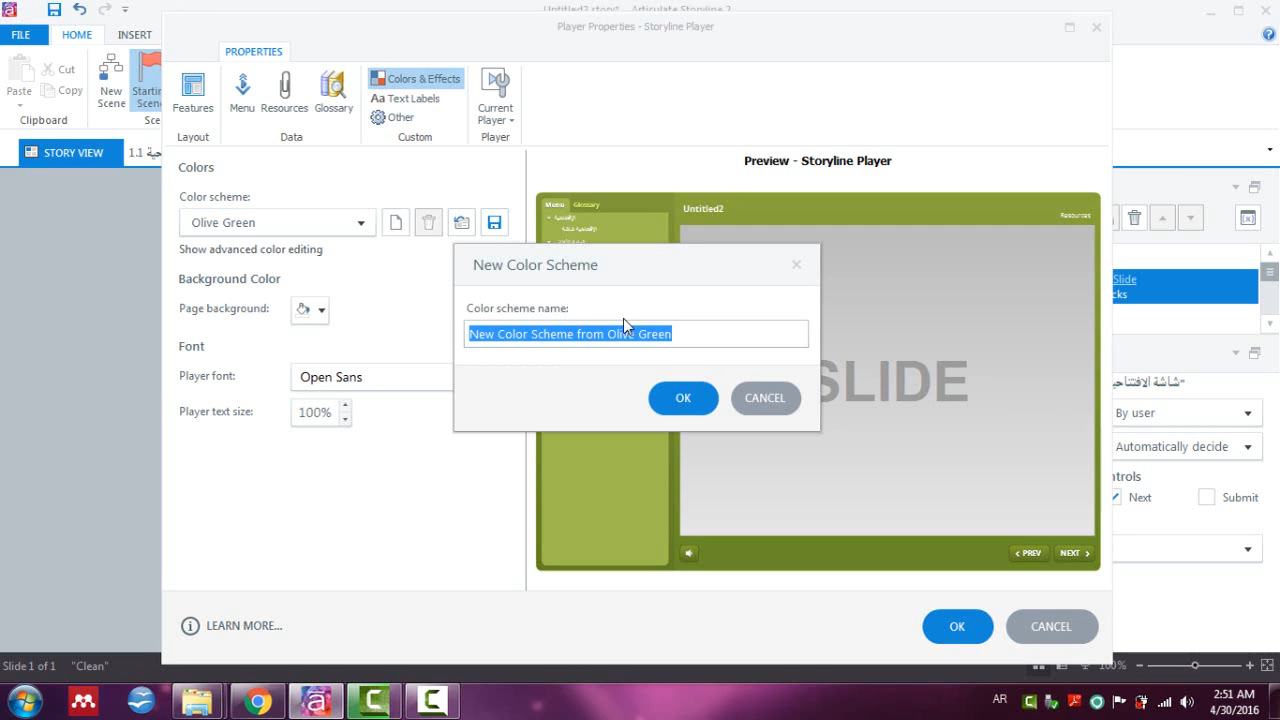 Untitled2.story* - Articulate Storyline 2
Player Properties - Storyline Player
FILE
HOME
INSERT
PROPERTIES
Paste
Cut
Copy
New Scene
Clipboard
Features
Menu
Resources
Glossary
Colors & Effects
Text Labels
Other
Current Player
Layout
Data
Custom
Player
STORY VIEW
1.1
Colors
Color scheme:
Olive Green
Show advanced color editing
Background Color
Page background:
Font
Player font:
Open Sans
Player text size:
100%
Preview - Storyline Player
Menu
Glossary
Untitled2
Resources
SLIDE
PREV
NEXT
New Color Scheme
Color scheme name:
New Color Scheme from Olive Green
OK
CANCEL
Slide
By user
Automatically decide
Next
Submit
LEARN MORE...
OK
CANCEL
Slide 1 of 1
"Clean"
100%
AR
2:51 AM
4/30/2016